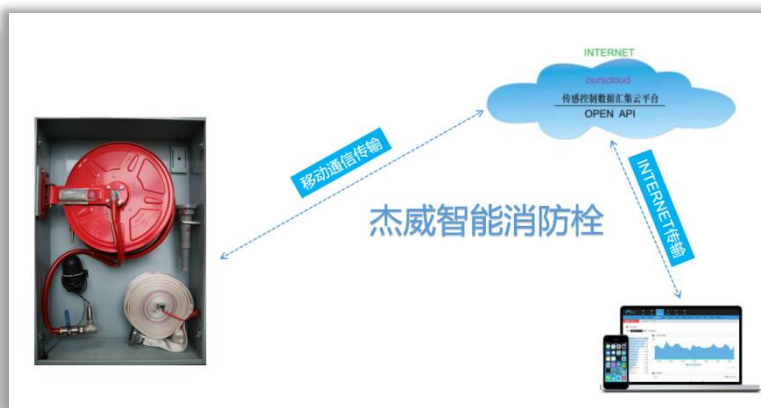 INTERNET
ourscloud
传感控制数据汇集云平台
OPEN API
移动通信传输
杰威智能消防栓
INTERNET传输